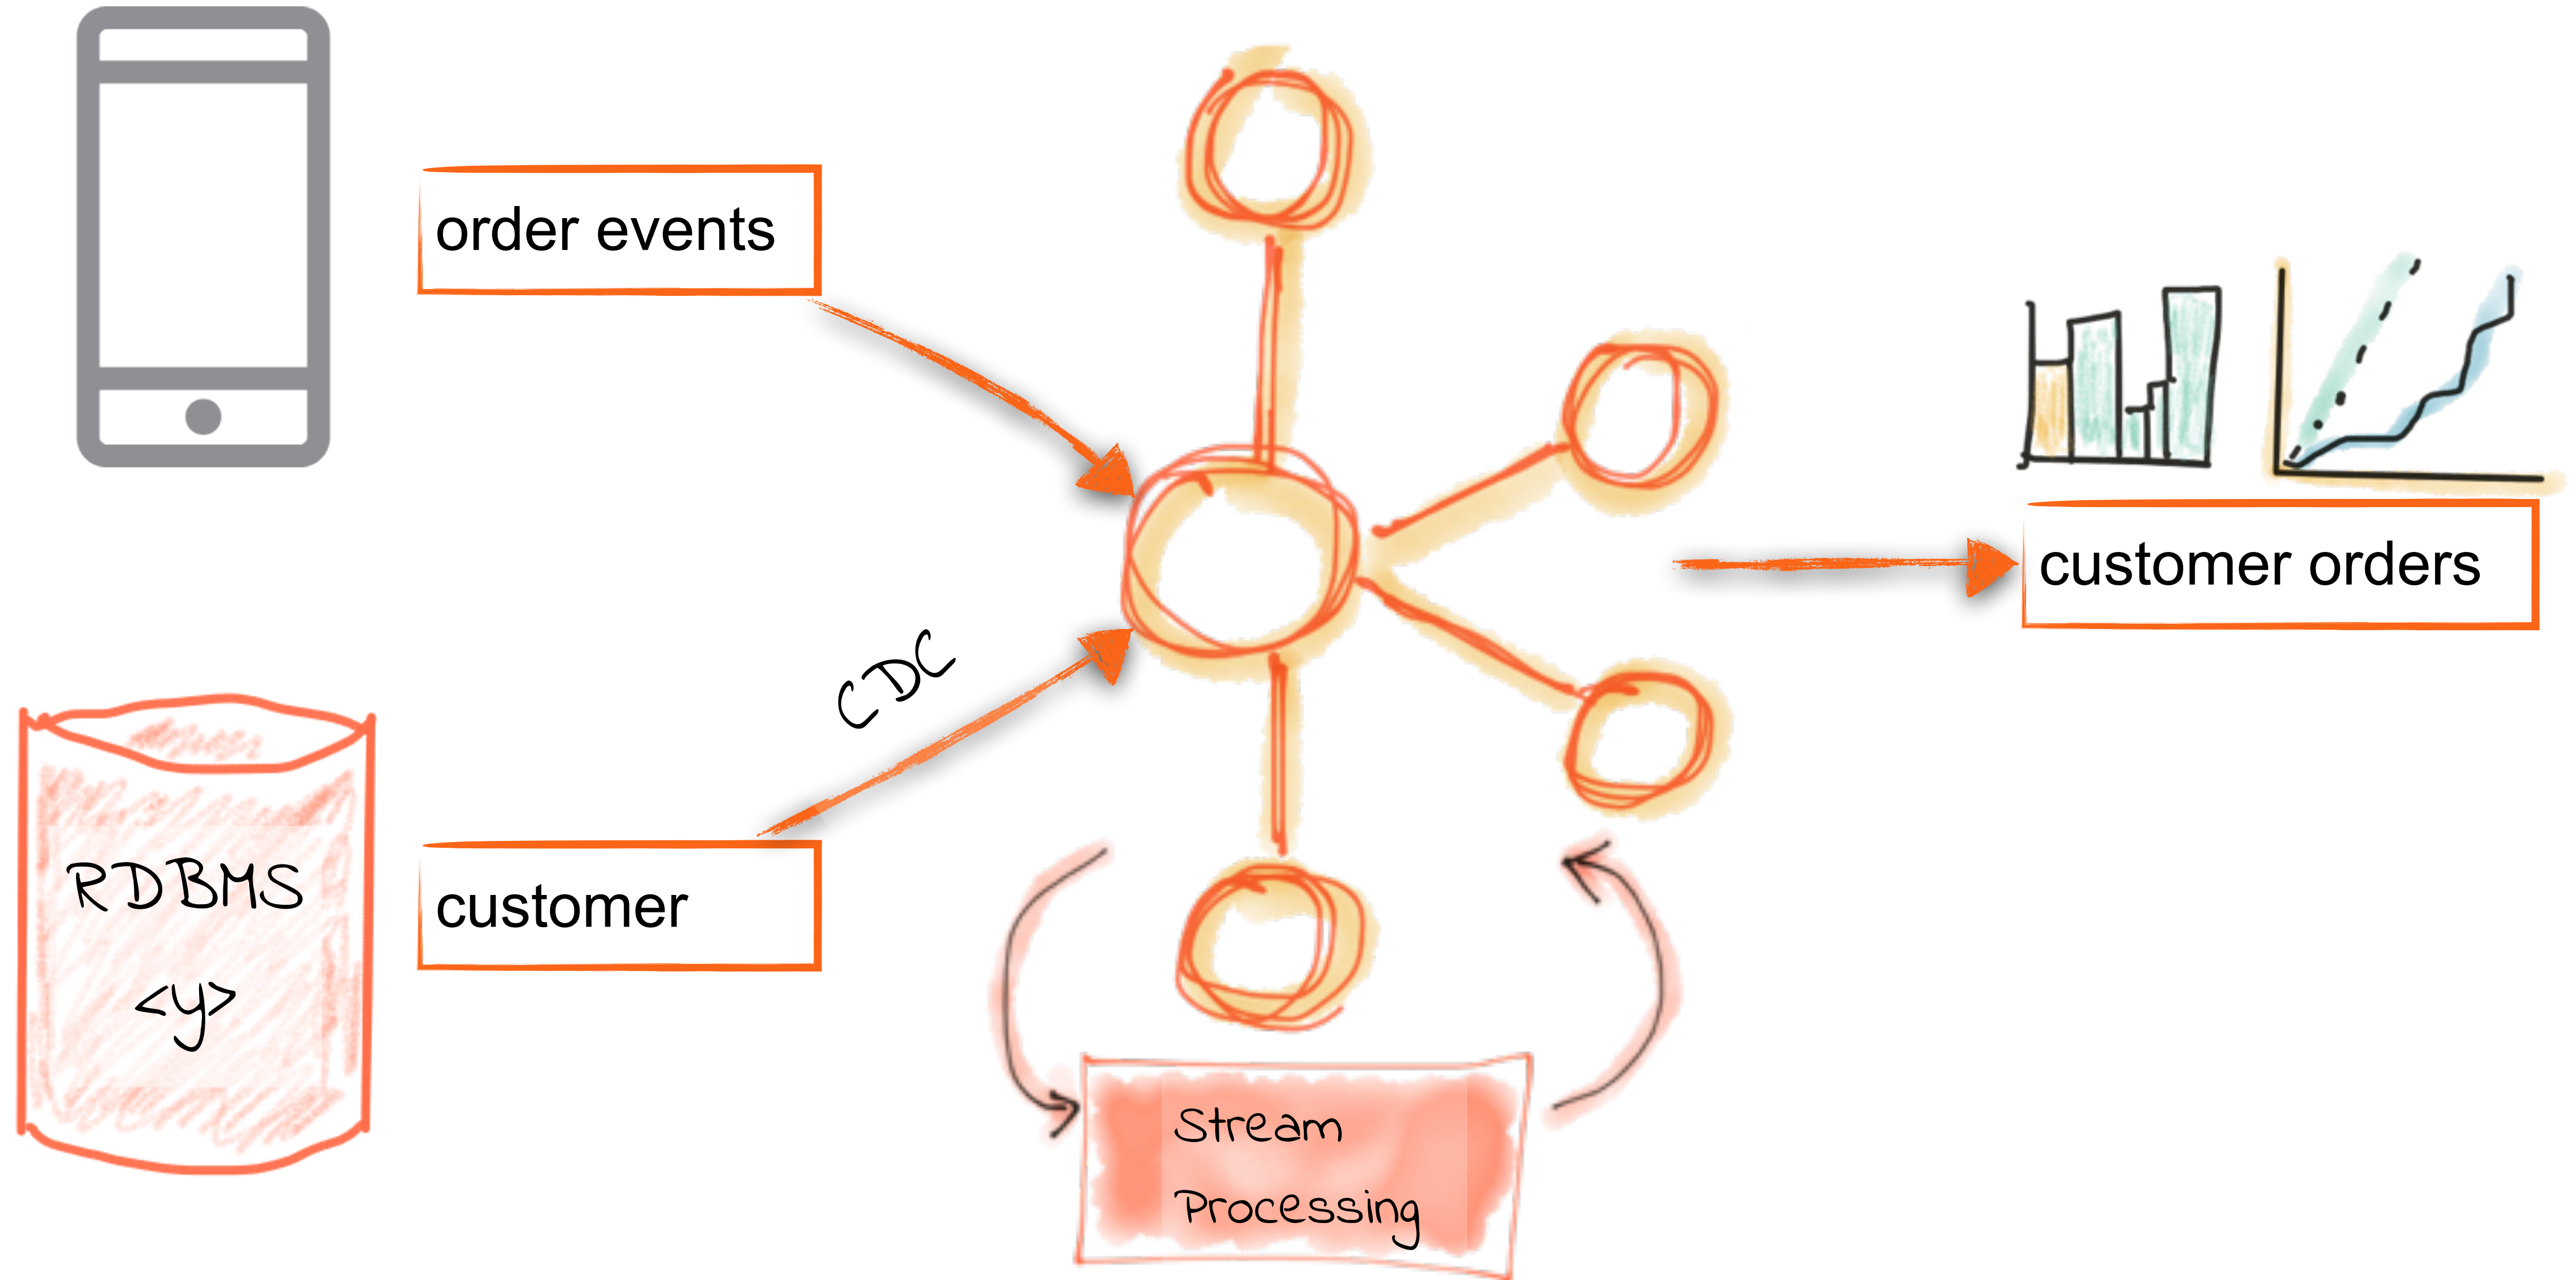 order events
customer orders
CDC
RDBMS
<y>
customer
Stream
Processing